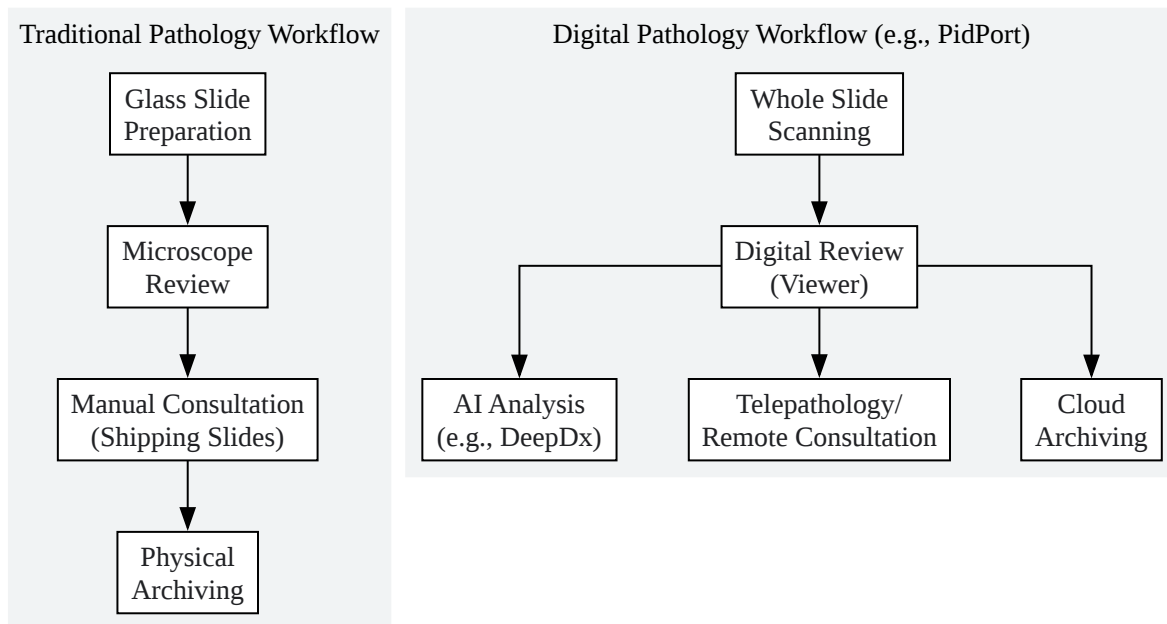 Traditional Pathology Workflow
Glass Slide
Preparation
Microscope
Review
Manual Consultation
(Shipping Slides)
Physical
Archiving
Digital Pathology Workflow (e.g., PidPort)
Whole Slide
Scanning
Digital Review
(Viewer)
AI Analysis
(e.g., DeepDx)
Telepathology/
Remote Consultation
Cloud
Archiving